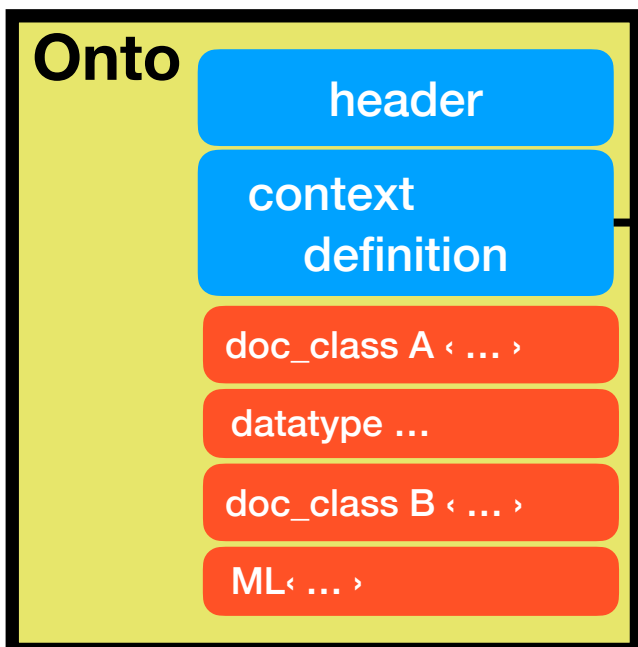 Onto
header
context
definition
doc_class A ‹ … ›
datatype …
doc_class B ‹ … ›
ML‹ … ›